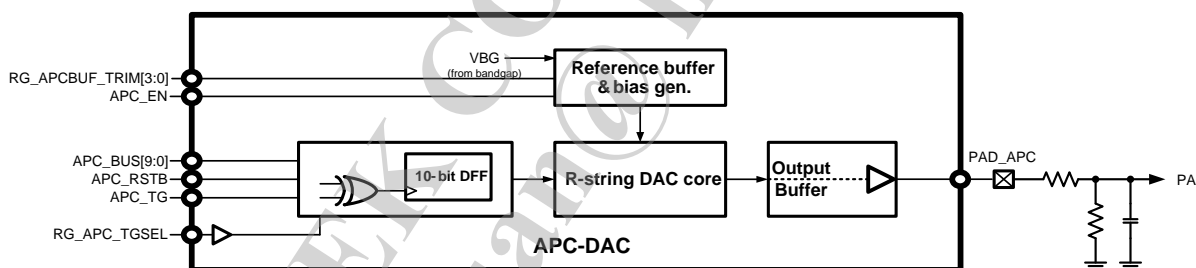 VBG
(from bandgap)
Reference buffer
& bias gen.
RG_APCBUF_TRIM[3:0]
APC_EN
APC_BUS[9:0]
APC_RSTB
APC_TG
RG_APC_TGSEL
10-bit DFF
R-string DAC core
Output
Buffer
PAD_APC
PA
APC-DAC